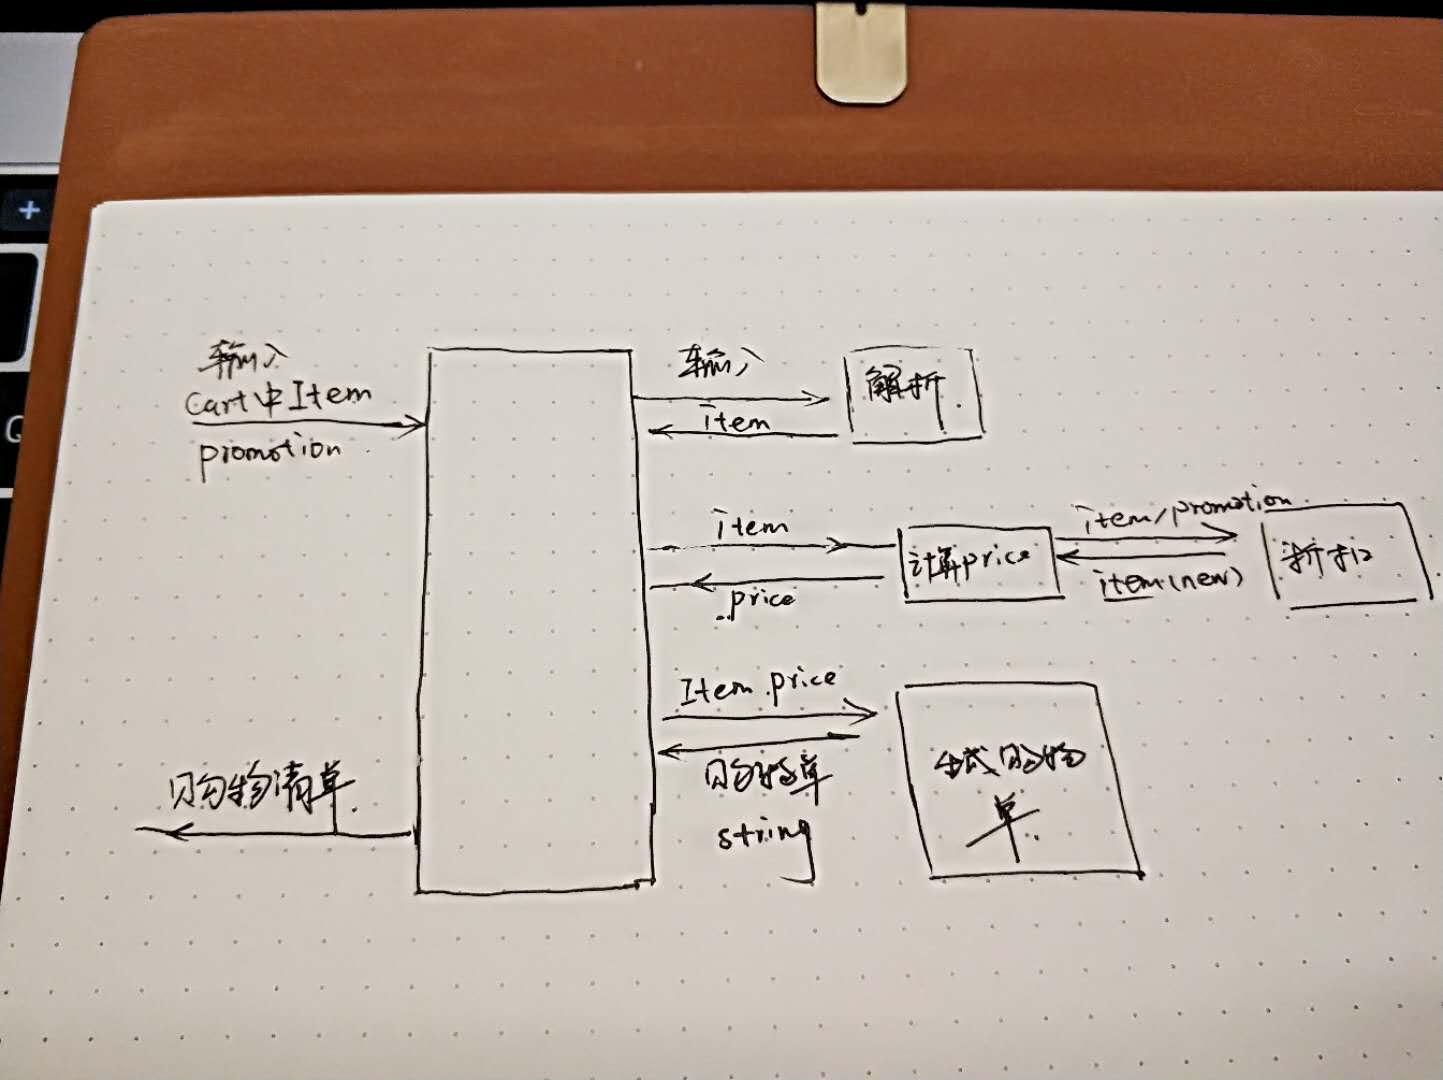 输入
Cart中Item
promotion
购物清单
输入
item
解析
item
price
计算price
item/promotion
item(new)
折扣
Item price
购物单
string
生成购物
单
+
G